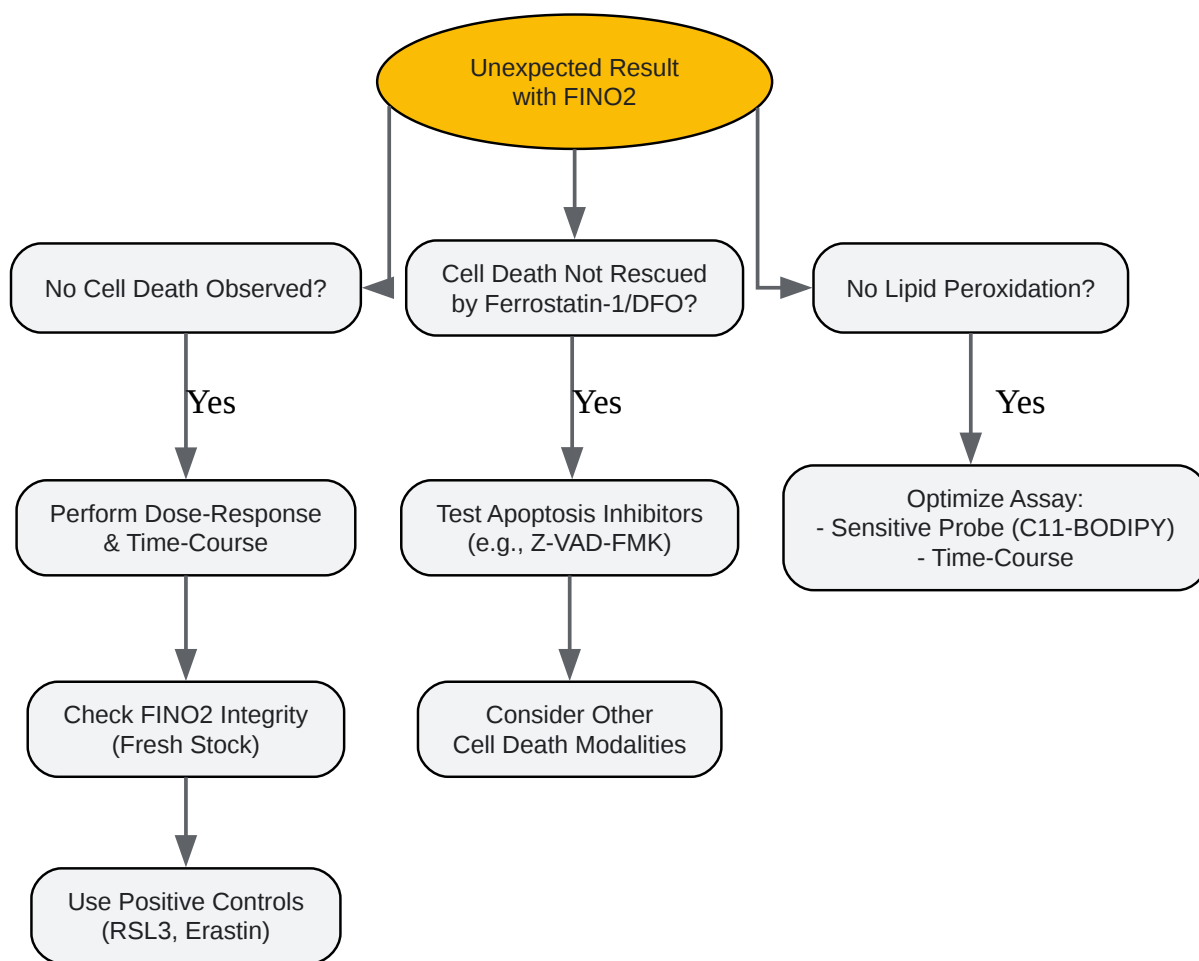 Unexpected Result
with FINO2
No Cell Death Observed?
Cell Death Not Rescued
by Ferrostatin-1/DFO?
No Lipid Peroxidation?
Yes
Yes
Yes
Perform Dose-Response
& Time-Course
Test Apoptosis Inhibitors
(e.g., Z-VAD-FMK)
Optimize Assay:
- Sensitive Probe (C11-BODIPY)
- Time-Course
Check FINO2 Integrity
(Fresh Stock)
Consider Other
Cell Death Modalities
Use Positive Controls
(RSL3, Erastin)